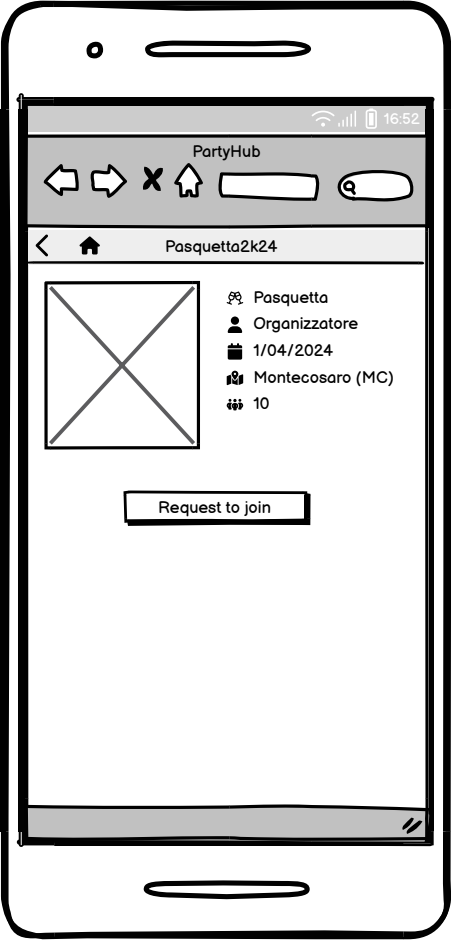 16:52
PartyHub
Pasquetta2k24
Pasquetta
Organizzatore
1/04/2024
Montecosaro (MC)
10
Request to join